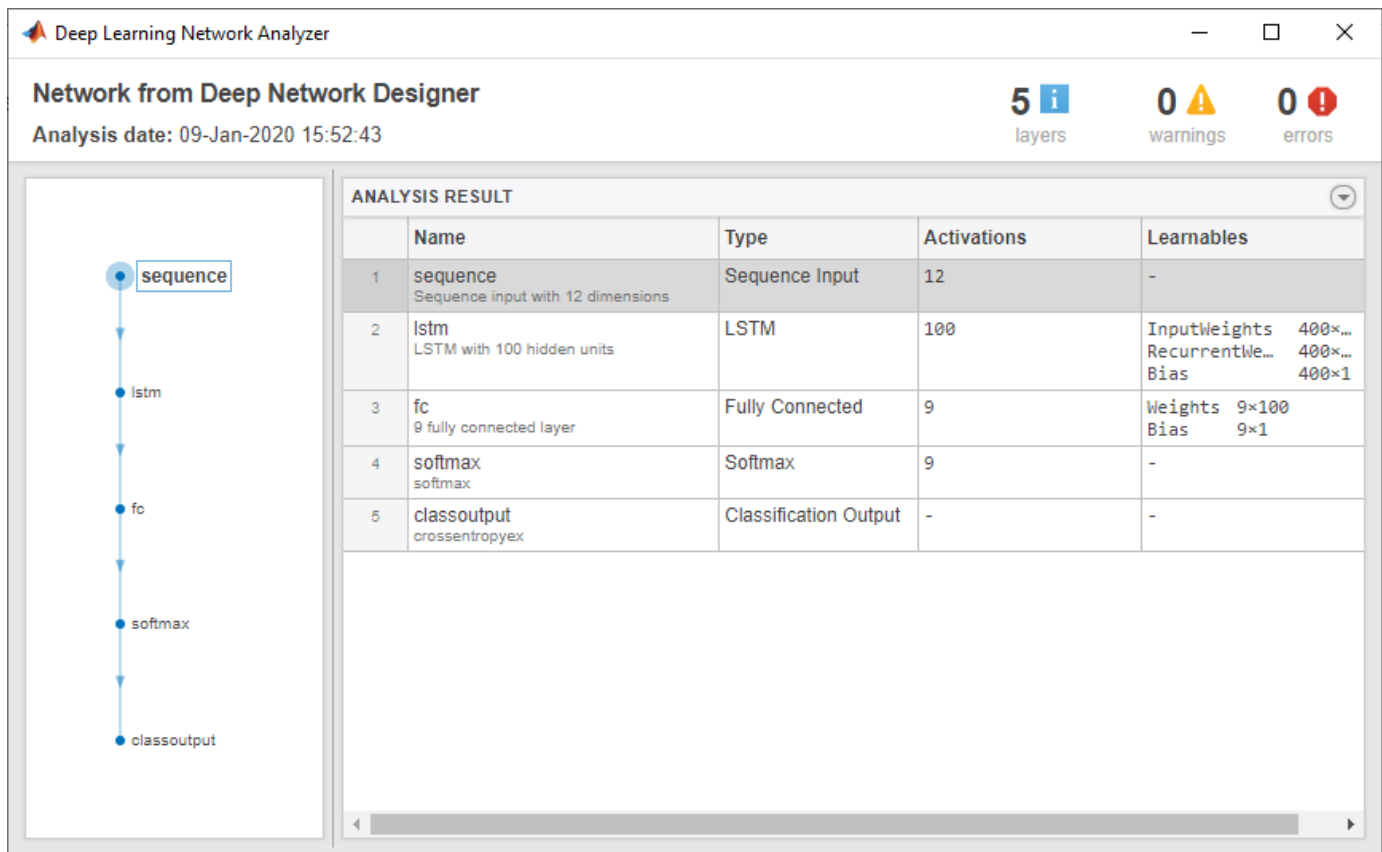 Deep Learning Network Analyzer
Network from Deep Network Designer
Analysis date: 09-Jan-2020 15:52:43
5 i
layers
0
warnings
0
errors
sequence
lstm
fc
softmax
classoutput
ANALYSIS RESULT
Name Type Activations Learnables
1 sequence Sequence Input 12 -
Sequence input with 12 dimensions
2 lstm LSTM 100 InputWeights 400×…
LSTM with 100 hidden units RecurrentWe… 400×…
Bias 400×1
3 fc Fully Connected 9 Weights 9×100
9 fully connected layer Bias 9×1
4 softmax Softmax 9 -
softmax
5 classoutput Classification Output - -
crossentropyex